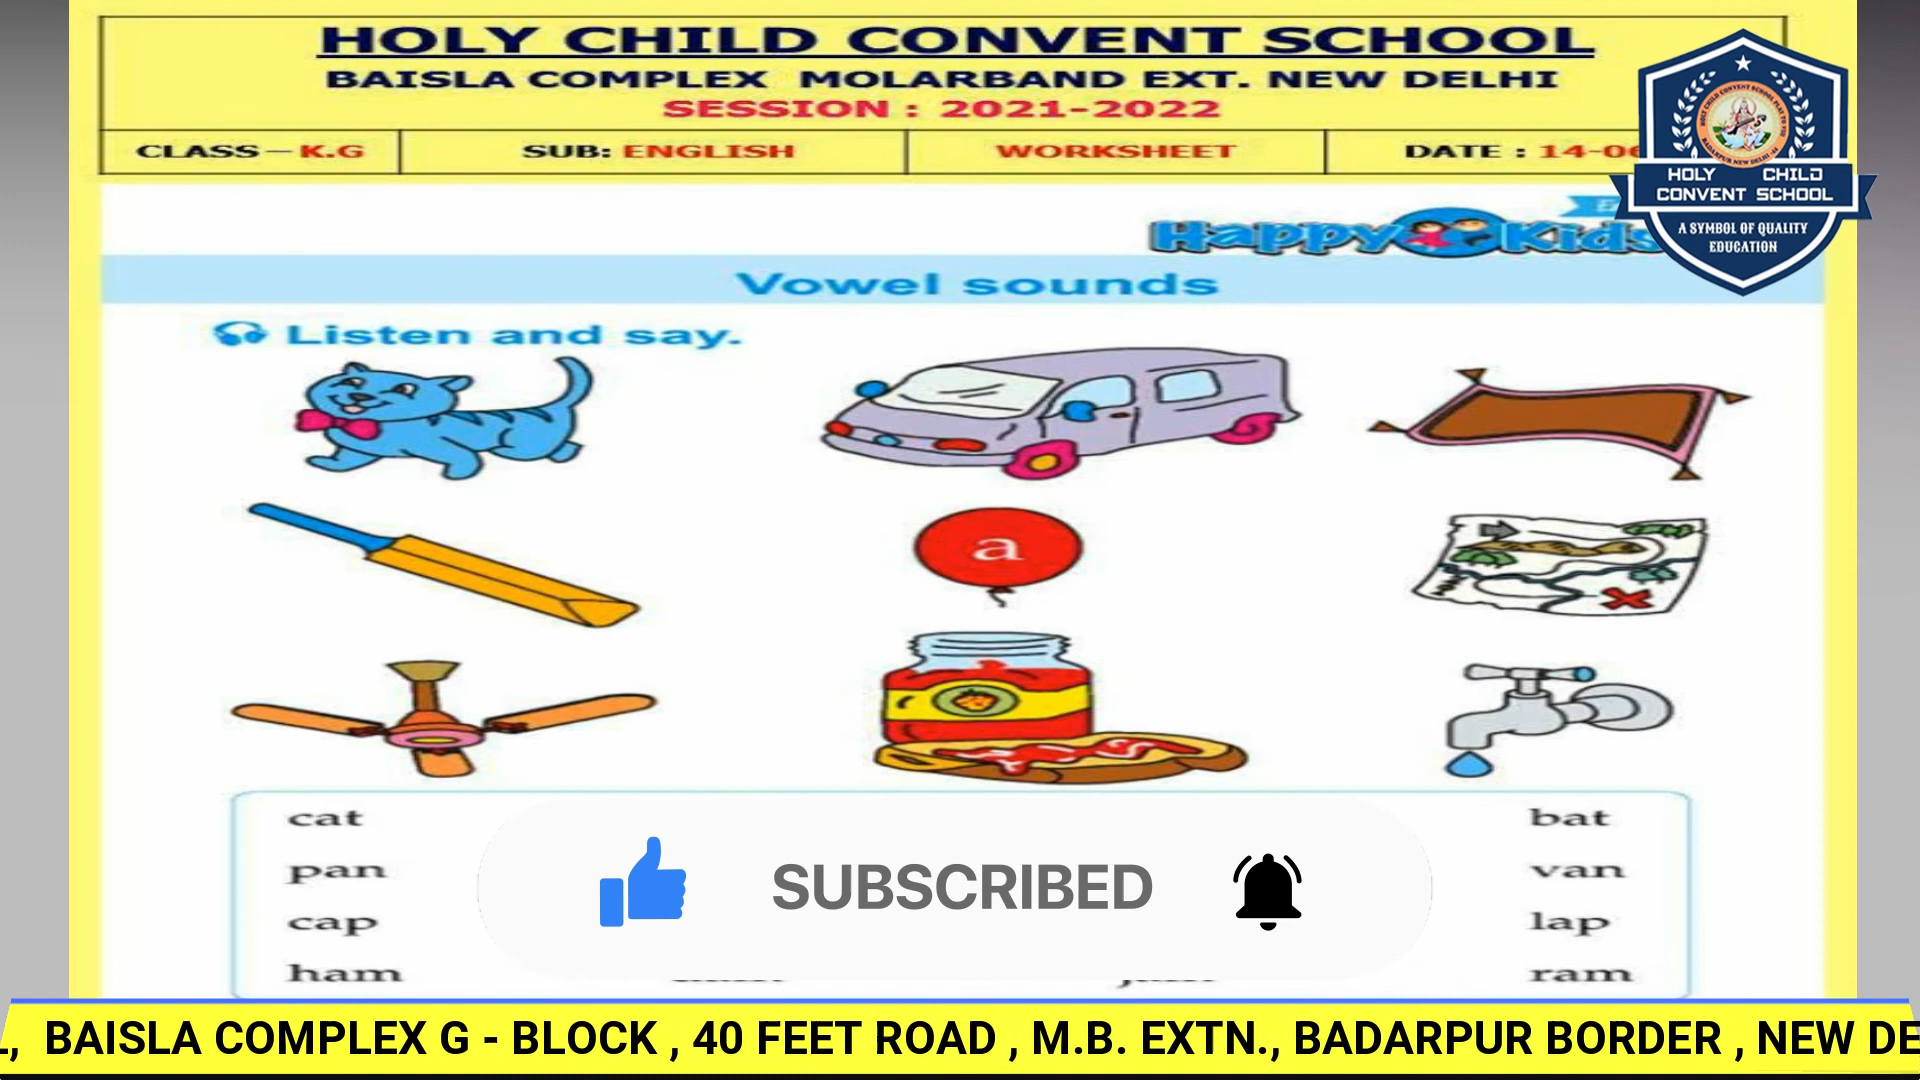 HOLY CHILD CONVENT SCHOOL
BAISLA COMPLEX MOLARBAND EXT. NEW DELHI
SESSION : 2021-2022
CLASS — K.G SUB: ENGLISH WORKSHEET DATE : 14-06
HOLY CHILD
CONVENT SCHOOL
A SYMBOL OF QUALITY
EDUCATION
Happy Kids
Vowel sounds
Listen and say.
a
cat bat
pan van
cap lap
ham ram
SUBSCRIBED
BAISLA COMPLEX G - BLOCK , 40 FEET ROAD , M.B. EXTN., BADARPUR BORDER , NEW DE